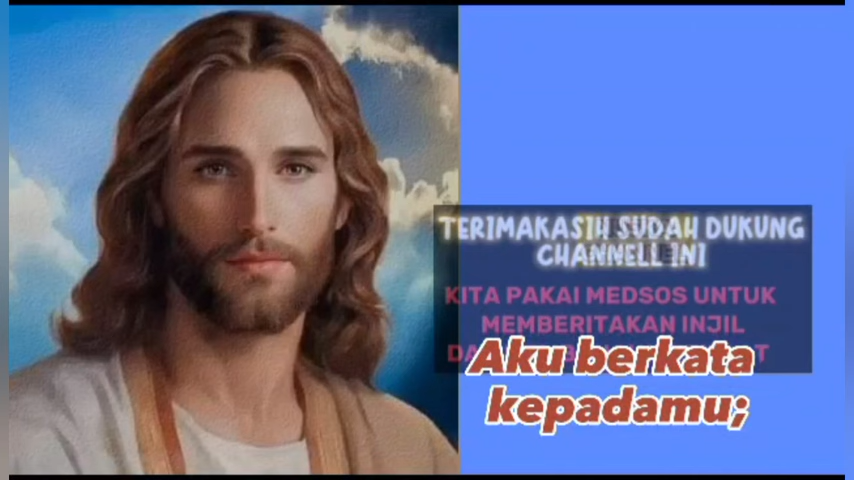 TERIMAKASIH SUDAH DUKUNG
CHANNELL INI
KITA PAKAI MEDSOS UNTUK
MEMBERITAKAN INJIL
Aku berkata
kepadamu;